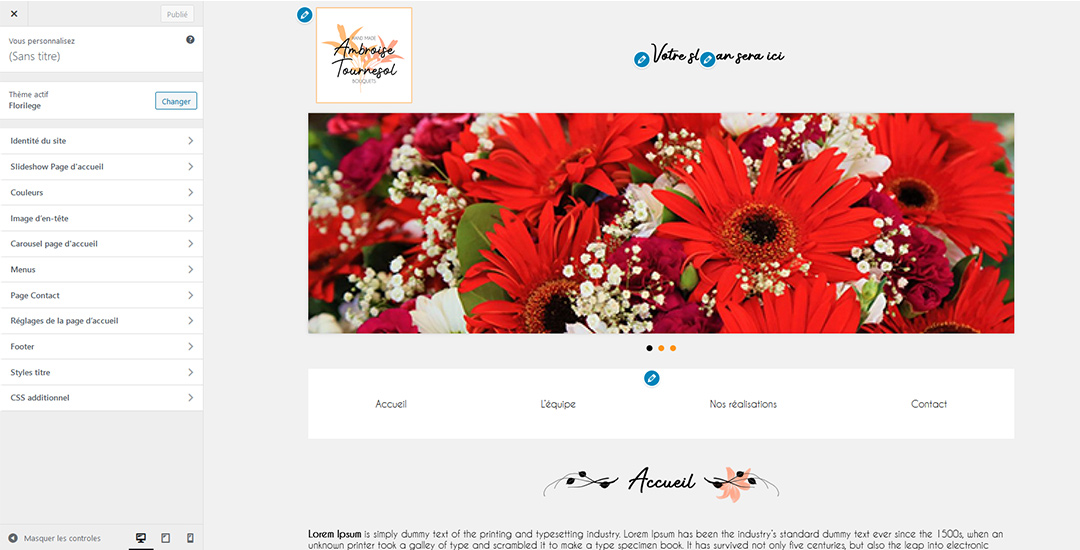 Publié
Vous personnalisez
(Sans titre)
Thème actif
Florilege
Changer
Identité du site
Slideshow Page d'accueil
Couleurs
Image d'en-tête
Carousel page d'accueil
Menus
Page Contact
Réglages de la page d'accueil
Footer
Styles titre
CSS additionnel
Masquer les controles
HAND MADE
Ambroise
Tournesol
BOUQUETS
Votre sl an sera ici
Accueil
L'équipe
Nos réalisations
Contact
Accueil
Lorem Ipsum is simply dummy text of the printing and typesetting industry. Lorem Ipsum has been the industry's standard dummy text ever since the 1500s, when an
unknown printer took a galley of type and scrambled it to make a type specimen book. It has survived not only five centuries, but also the leap into electronic